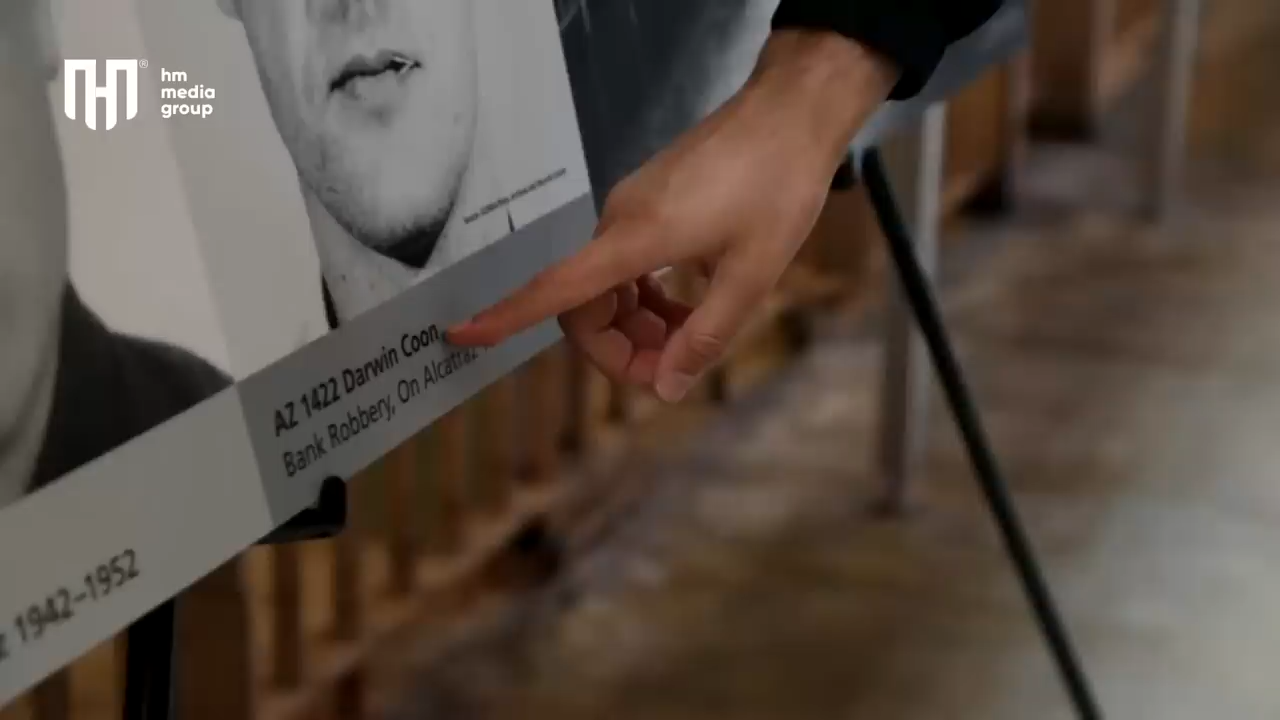 hm
media
group
AZ 1422 Darwin Coon
Bank Robbery, On Alcatraz
1942–1952